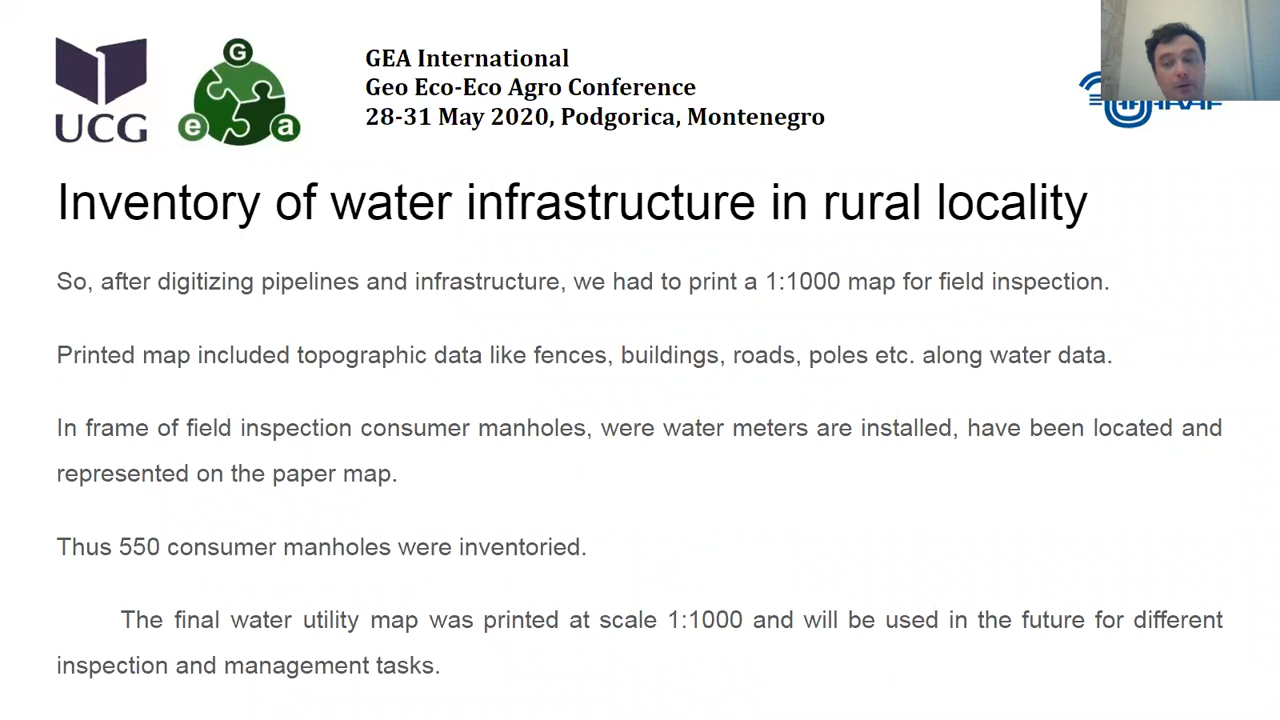 UCG
G
e
a
GEA International
Geo Eco-Eco Agro Conference
28-31 May 2020, Podgorica, Montenegro
Inventory of water infrastructure in rural locality
So, after digitizing pipelines and infrastructure, we had to print a 1:1000 map for field inspection.
Printed map included topographic data like fences, buildings, roads, poles etc. along water data.
In frame of field inspection consumer manholes, were water meters are installed, have been located and
represented on the paper map.
Thus 550 consumer manholes were inventoried.
The final water utility map was printed at scale 1:1000 and will be used in the future for different
inspection and management tasks.